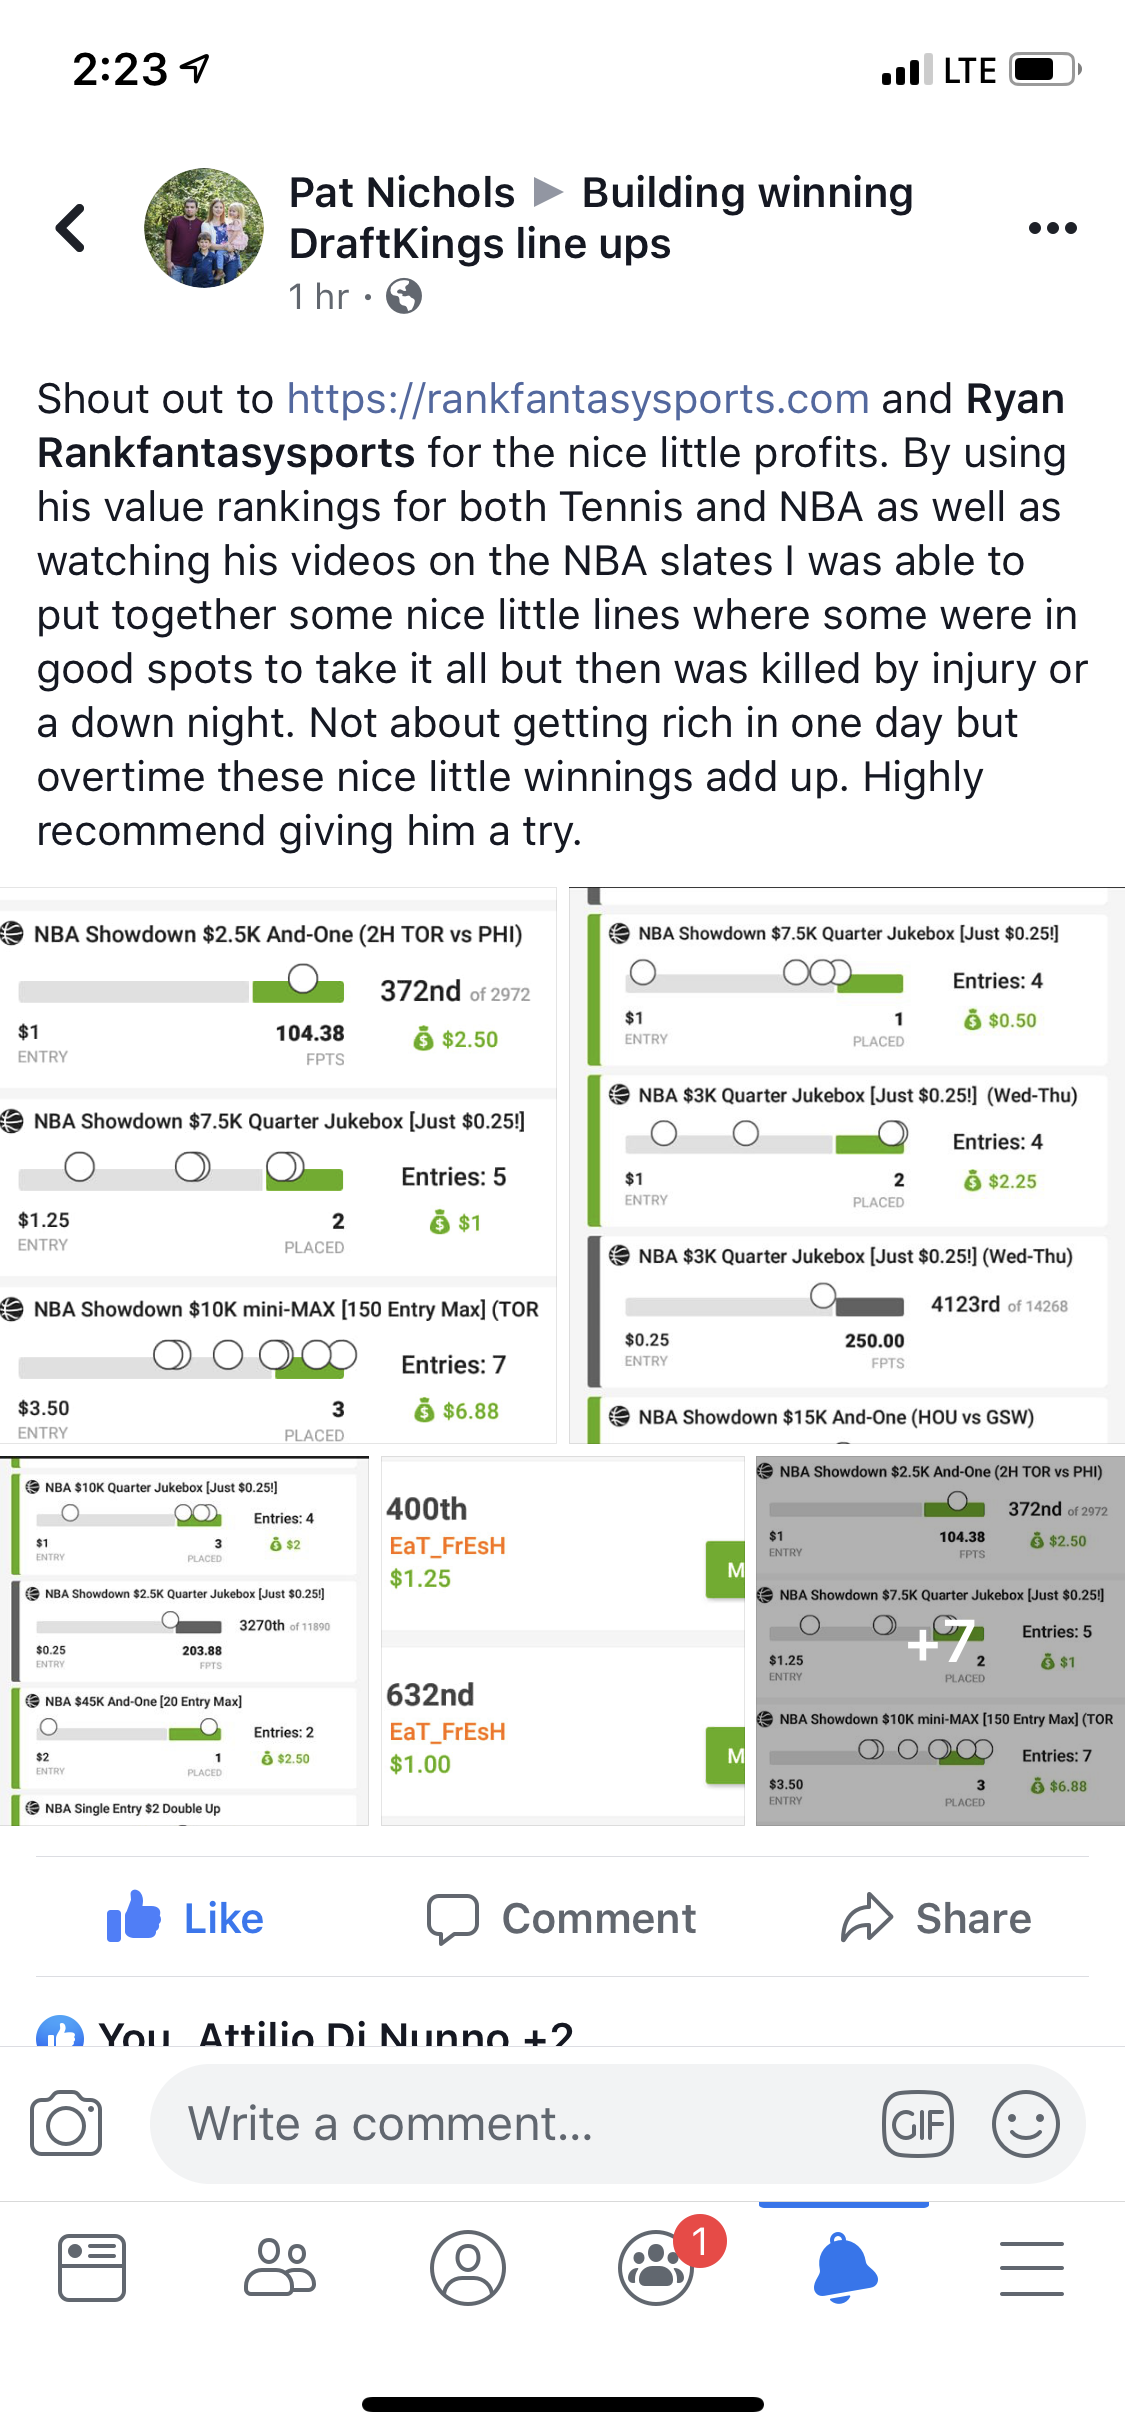 2:23 LTE
Pat Nichols ▶ Building winning
DraftKings line ups
1 hr ·
Shout out to https://rankfantasysports.com and Ryan
Rankfantasysports for the nice little profits. By using
his value rankings for both Tennis and NBA as well as
watching his videos on the NBA slates I was able to
put together some nice little lines where some were in
good spots to take it all but then was killed by injury or
a down night. Not about getting rich in one day but
overtime these nice little winnings add up. Highly
recommend giving him a try.
NBA Showdown $2.5K And-One (2H TOR vs PHI)
372nd of 2972
$1 104.38 $2.50
ENTRY FPTS
NBA Showdown $7.5K Quarter Jukebox [Just $0.25!]
Entries: 5
$1.25 2 $1
ENTRY PLACED
NBA Showdown $10K mini-MAX [150 Entry Max] (TOR
Entries: 7
$3.50 3 $6.88
ENTRY PLACED
NBA Showdown $7.5K Quarter Jukebox [Just $0.25!]
Entries: 4
$1 1 $0.50
ENTRY PLACED
NBA $3K Quarter Jukebox [Just $0.25!] (Wed-Thu)
Entries: 4
$1 2 $2.25
ENTRY PLACED
NBA $3K Quarter Jukebox [Just $0.25!] (Wed-Thu)
4123rd of 14268
$0.25 250.00
ENTRY FPTS
NBA Showdown $15K And-One (HOU vs GSW)
NBA $10K Quarter Jukebox [Just $0.25!]
Entries: 4
$1 3 $2
ENTRY PLACED
NBA Showdown $2.5K Quarter Jukebox [Just $0.25!]
3270th of 11890
$0.25 203.88
ENTRY FPTS
NBA $45K And-One [20 Entry Max]
Entries: 2
$2 1 $2.50
ENTRY PLACED
NBA Single Entry $2 Double Up
400th
EaT_FrEsH
$1.25
M
632nd
EaT_FrEsH
$1.00
M
NBA Showdown $2.5K And-One (2H TOR vs PHI)
372nd of 2972
$1 104.38 $2.50
ENTRY FPTS
NBA Showdown $7.5K Quarter Jukebox [Just $0.25!]
Entries: 5
+7
$1.25 2 $1
ENTRY PLACED
NBA Showdown $10K mini-MAX [150 Entry Max] (TOR
Entries: 7
$3.50 3 $6.88
ENTRY PLACED
Like Comment Share
You, Attilio Di Nunno +2
Write a comment... GIF
1